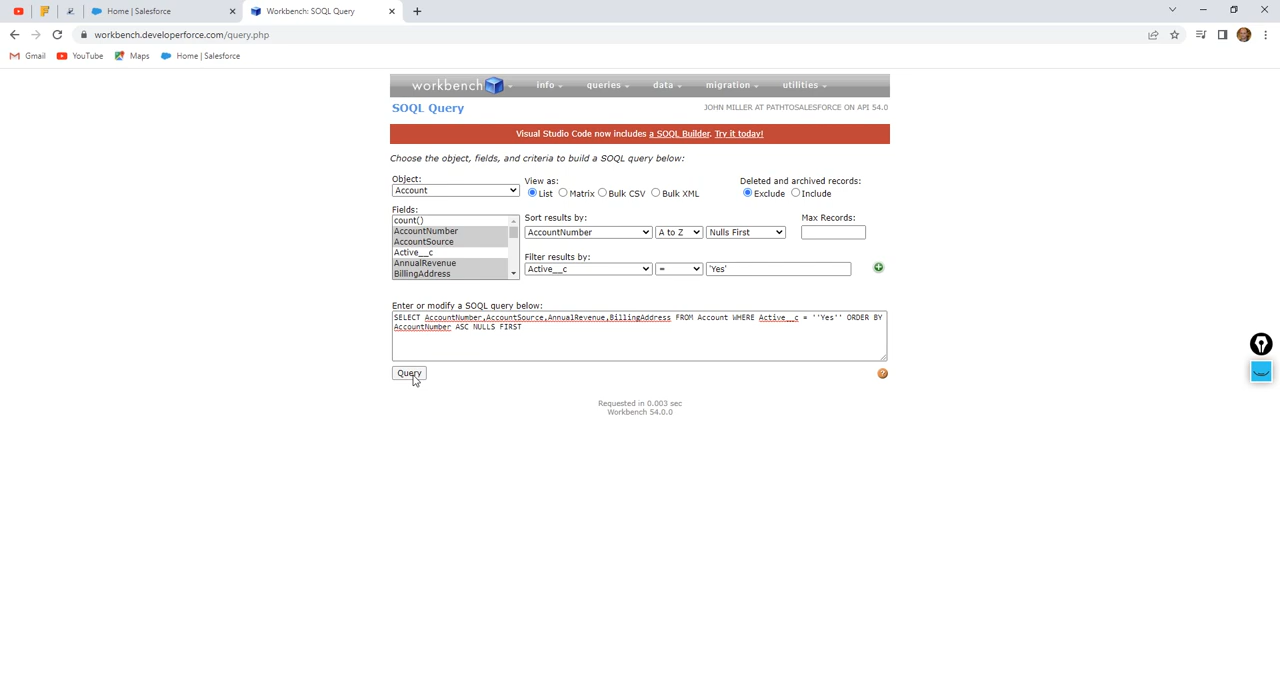 Home | Salesforce
Workbench: SOQL Query
workbench.developerforce.com/query.php
Gmail
YouTube
Maps
Home | Salesforce
workbench
info
queries
data
migration
utilities
SOQL Query
JOHN MILLER AT PATHTOSALESFORCE ON API 54.0
Visual Studio Code now includes a SOQL Builder. Try it today!
Choose the object, fields, and criteria to build a SOQL query below:
Object:
Account
View as:
List Matrix Bulk CSV Bulk XML
Deleted and archived records:
Exclude Include
Fields:
count()
AccountNumber
AccountSource
Active__c
AnnualRevenue
BillingAddress
Sort results by:
AccountNumber A to Z Nulls First
Max Records:
Filter results by:
Active__c = 'Yes'
Enter or modify a SOQL query below:
SELECT AccountNumber,AccountSource,AnnualRevenue,BillingAddress FROM Account WHERE Active__c = ''Yes'' ORDER BY
AccountNumber ASC NULLS FIRST
Query
Requested in 0.003 sec
Workbench 54.0.0